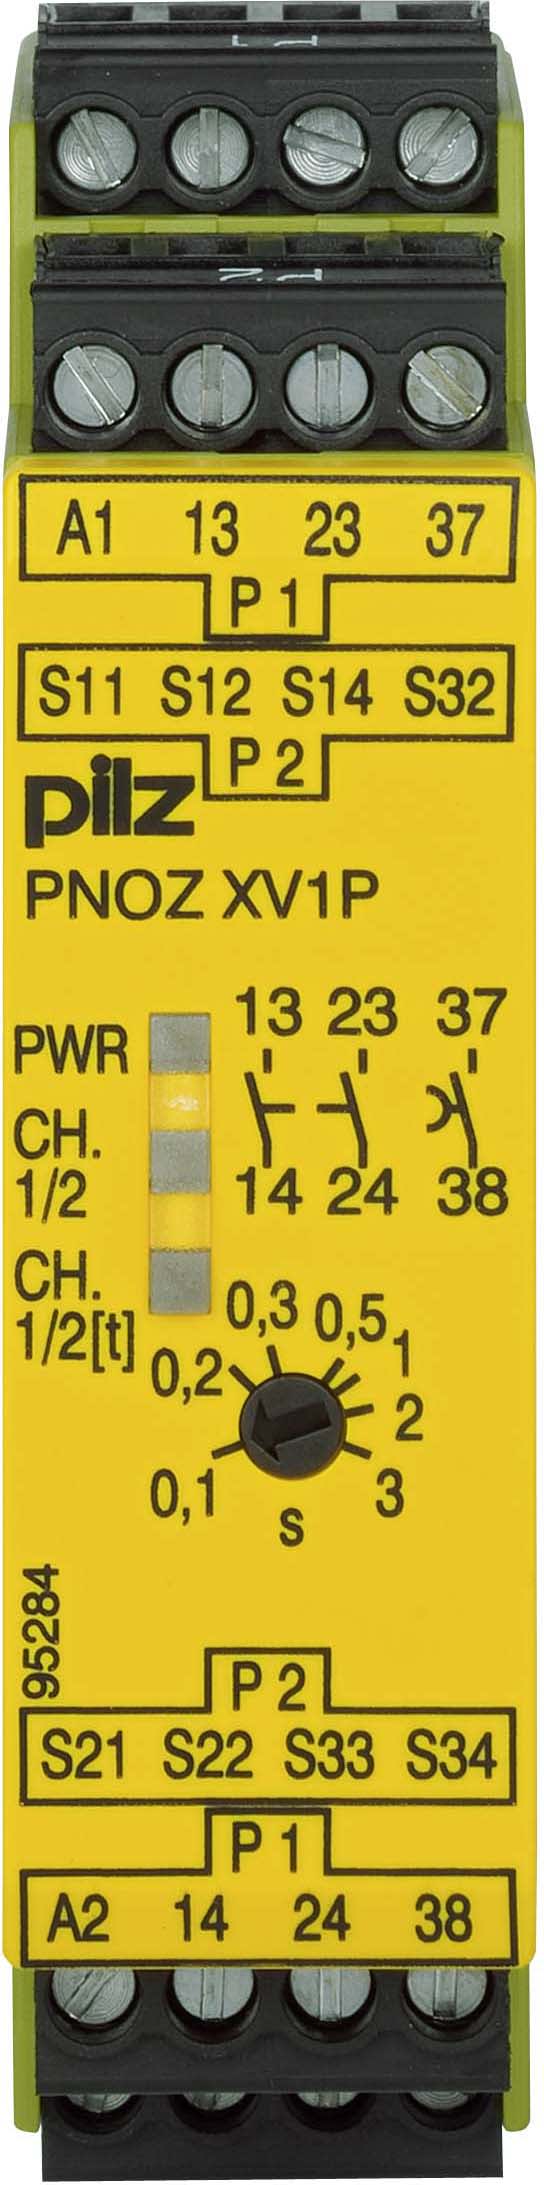 P1
P2
A1 13 23 37
P 1
S11 S12 S14 S32
P 2
pilz
PNOZ XV1P
13 23 37
PWR
CH.
1/2
14 24 38
CH.
1/2[t]
0,1 0,2 0,3 0,5 1 2 3
s
95284
P 2
S21 S22 S33 S34
P 1
A2 14 24 38